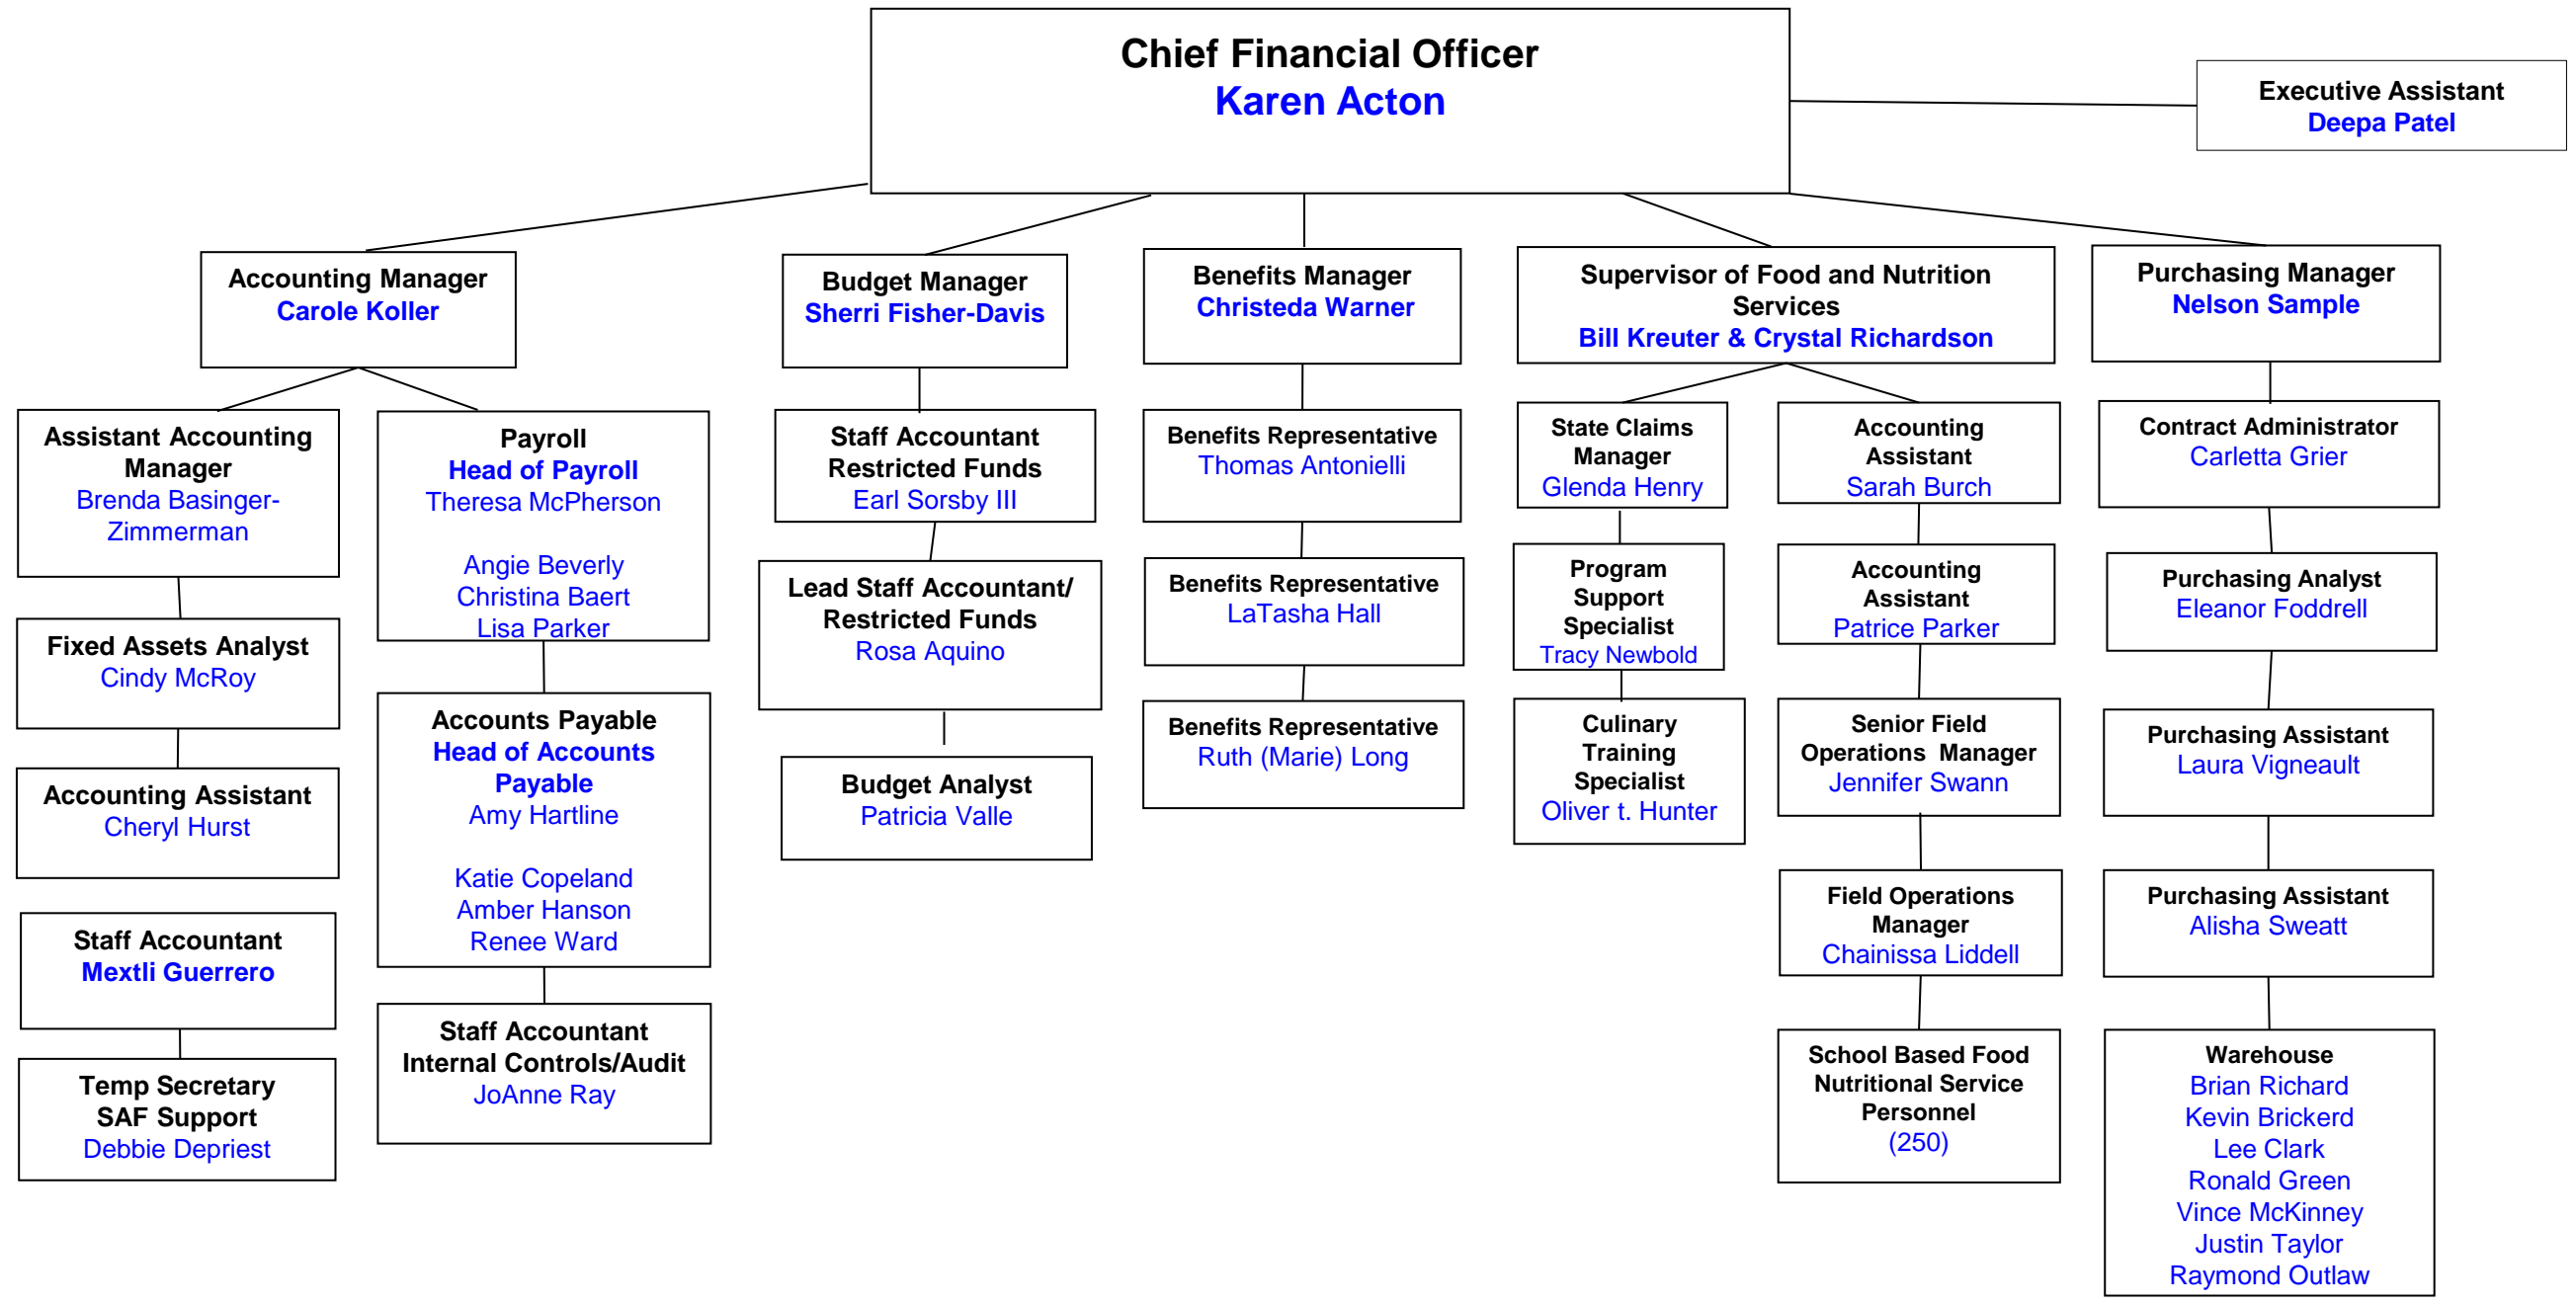 Chief Financial Officer
Karen Acton
Executive Assistant
Deepa Patel
Accounting Manager
Carole Koller
Budget Manager
Sherri Fisher-Davis
Benefits Manager
Christeda Warner
Supervisor of Food and Nutrition
Services
Bill Kreuter & Crystal Richardson
Purchasing Manager
Nelson Sample
Assistant Accounting
Manager
Brenda Basinger-
Zimmerman
Fixed Assets Analyst
Cindy McRoy
Accounting Assistant
Cheryl Hurst
Staff Accountant
Mextli Guerrero
Temp Secretary
SAF Support
Debbie Depriest
Payroll
Head of Payroll
Theresa McPherson
Angie Beverly
Christina Baert
Lisa Parker
Accounts Payable
Head of Accounts
Payable
Amy Hartline
Katie Copeland
Amber Hanson
Renee Ward
Staff Accountant
Internal Controls/Audit
JoAnne Ray
Staff Accountant
Restricted Funds
Earl Sorsby III
Lead Staff Accountant/
Restricted Funds
Rosa Aquino
Budget Analyst
Patricia Valle
Benefits Representative
Thomas Antonielli
Benefits Representative
LaTasha Hall
Benefits Representative
Ruth (Marie) Long
State Claims
Manager
Glenda Henry
Program
Support
Specialist
Tracy Newbold
Culinary
Training
Specialist
Oliver t. Hunter
Accounting
Assistant
Sarah Burch
Accounting
Assistant
Patrice Parker
Senior Field
Operations Manager
Jennifer Swann
Field Operations
Manager
Chainissa Liddell
School Based Food
Nutritional Service
Personnel
(250)
Contract Administrator
Carletta Grier
Purchasing Analyst
Eleanor Foddrell
Purchasing Assistant
Laura Vigneault
Purchasing Assistant
Alisha Sweatt
Warehouse
Brian Richard
Kevin Brickerd
Lee Clark
Ronald Green
Vince McKinney
Justin Taylor
Raymond Outlaw